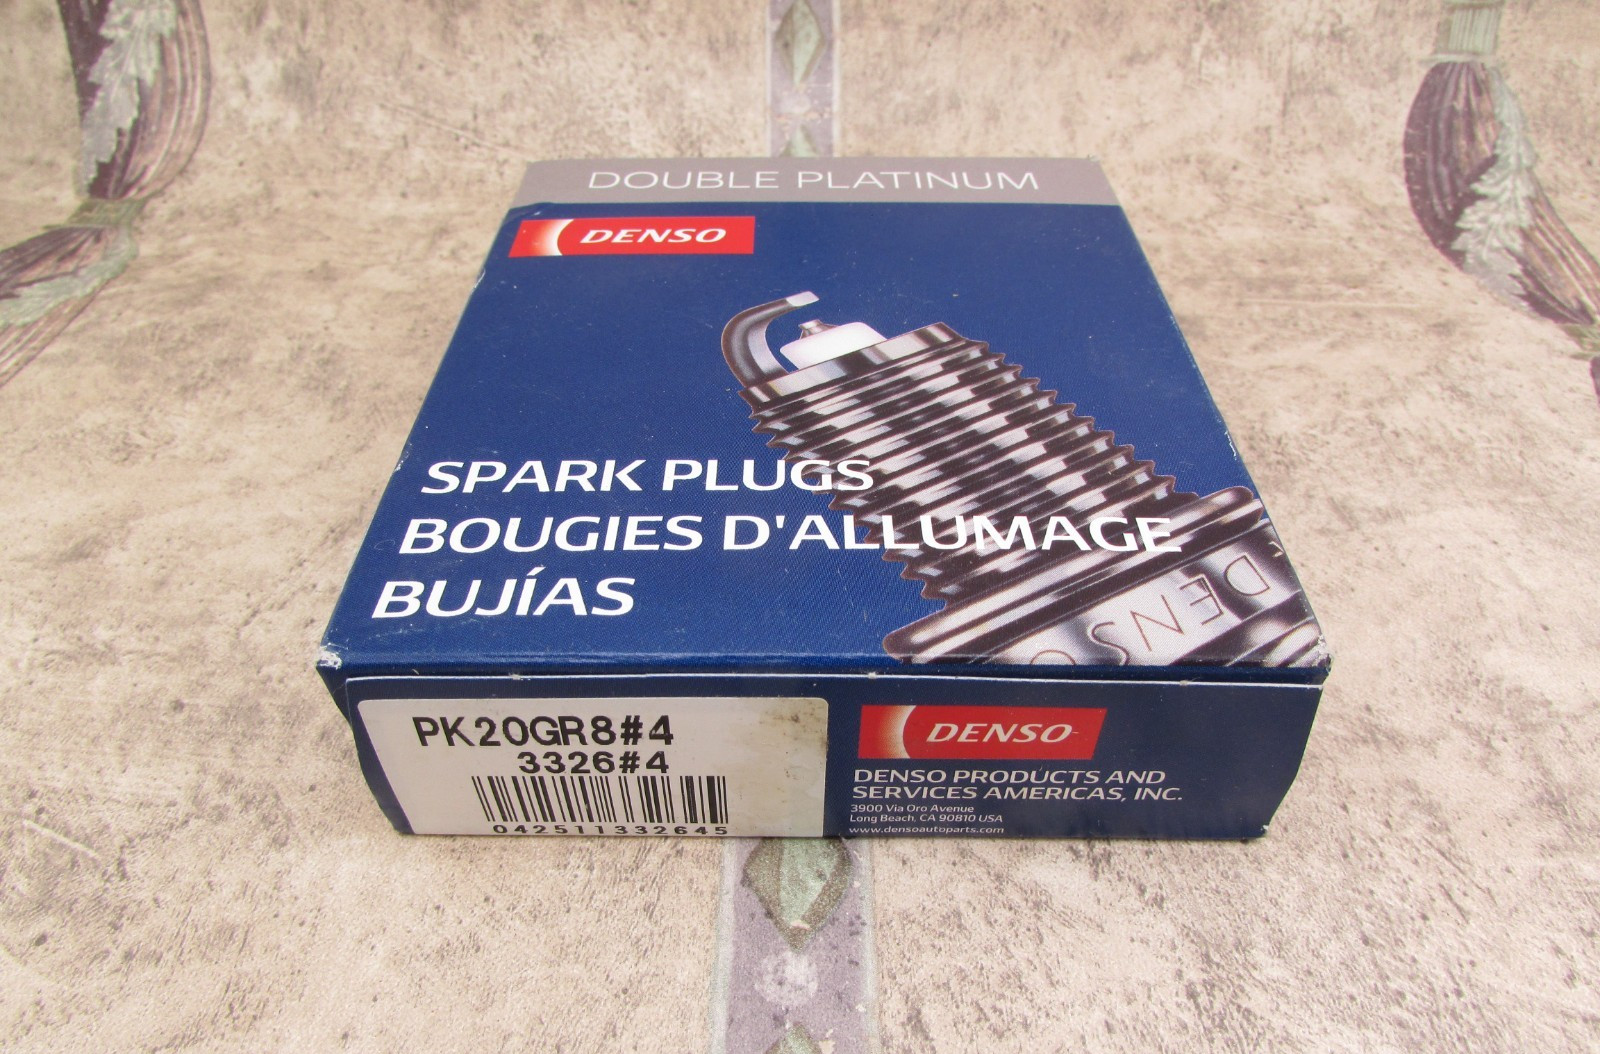 DOUBLE PLATINUM
DENSO
SPARK PLUGS
BOUGIES D'ALLUMAGE
BUJÍAS
DENSO
PK20GR8#4
3326#4
042511332645
DENSO
DENSO PRODUCTS AND
SERVICES AMERICAS, INC.
3900 Via Oro Avenue
Long Beach, CA 90810 USA
www.densoautoparts.com